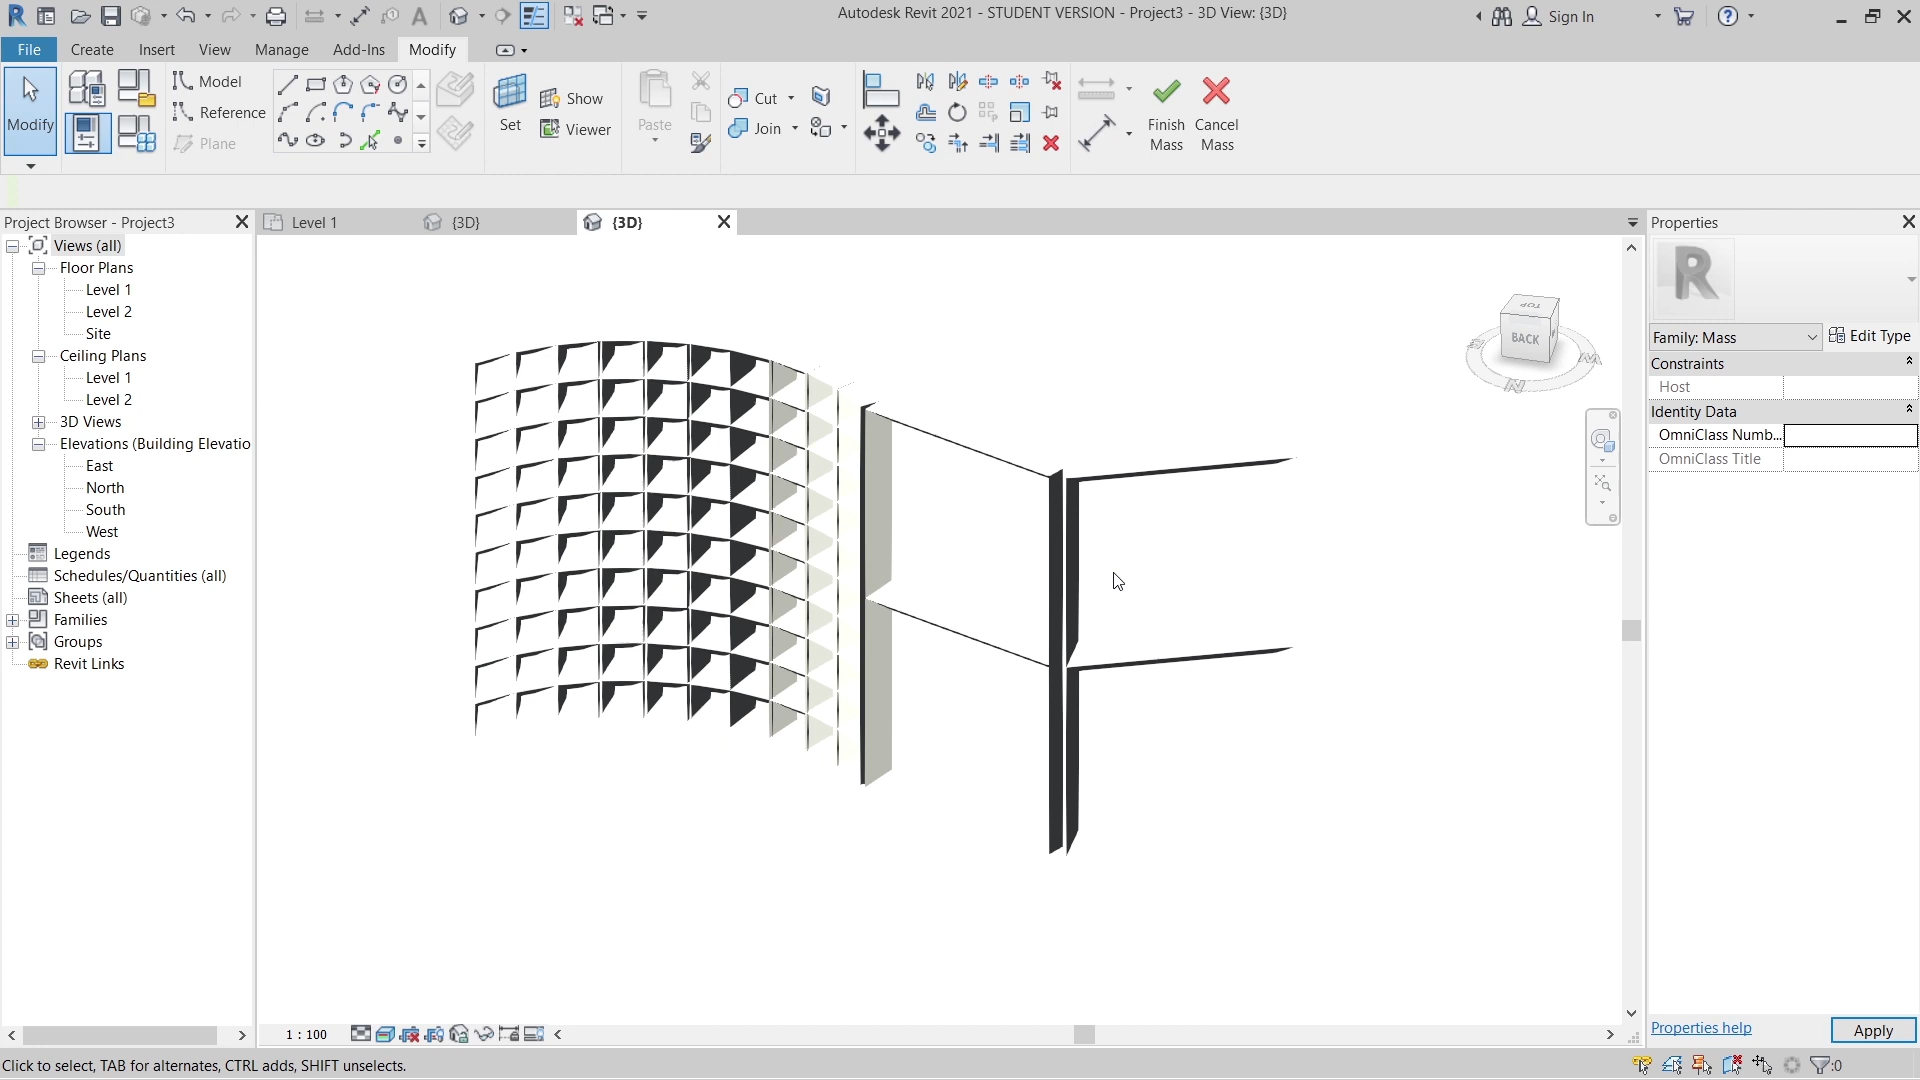 Autodesk Revit 2021 - STUDENT VERSION - Project3 - 3D View: {3D}
Sign In
File
Create
Insert
View
Manage
Add-Ins
Modify
Modify
Model
Reference
Plane
Set
Show
Viewer
Paste
Cut
Join
Finish
Mass
Cancel
Mass
Project Browser - Project3
Level 1
{3D}
{3D}
Properties
Views (all)
Floor Plans
Level 1
Level 2
Site
Ceiling Plans
Level 1
Level 2
3D Views
Elevations (Building Elevatio
East
North
South
West
Legends
Schedules/Quantities (all)
Sheets (all)
Families
Groups
Revit Links
TOP
BACK
N
R
Family: Mass
Edit Type
Constraints
Host
Identity Data
OmniClass Numb...
OmniClass Title
1 : 100
Properties help
Apply
Click to select, TAB for alternates, CTRL adds, SHIFT unselects.
:0